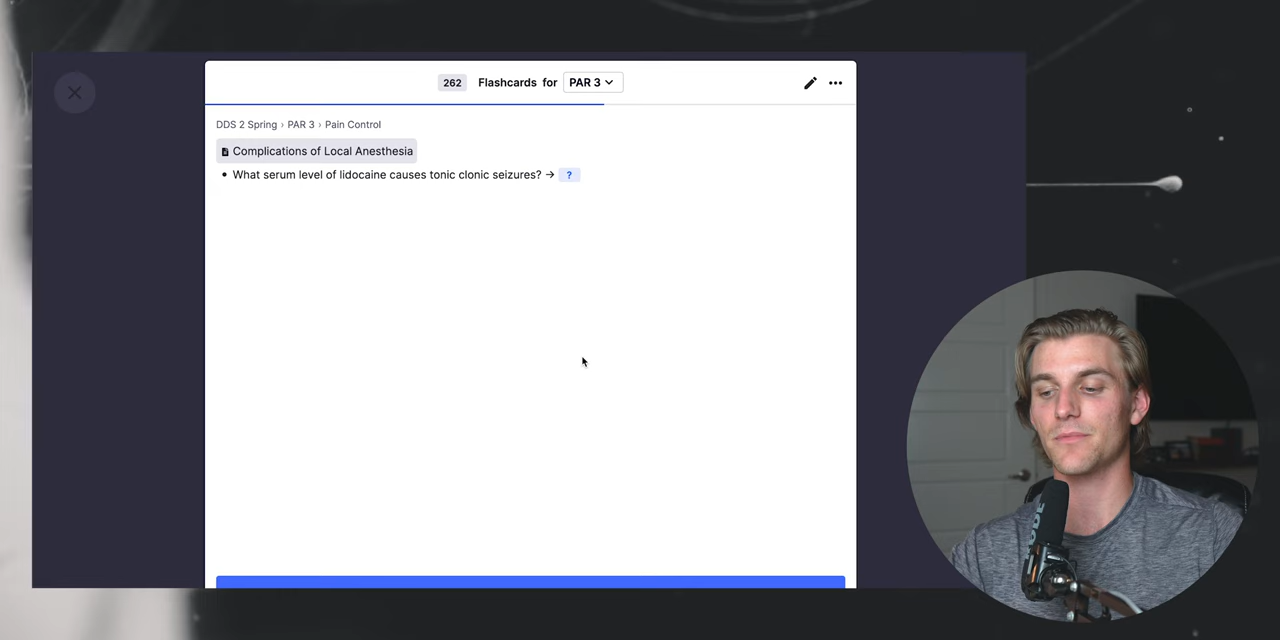 262 Flashcards for PAR 3
DDS 2 Spring › PAR 3 › Pain Control
Complications of Local Anesthesia
• What serum level of lidocaine causes tonic clonic seizures? → ?
RODE